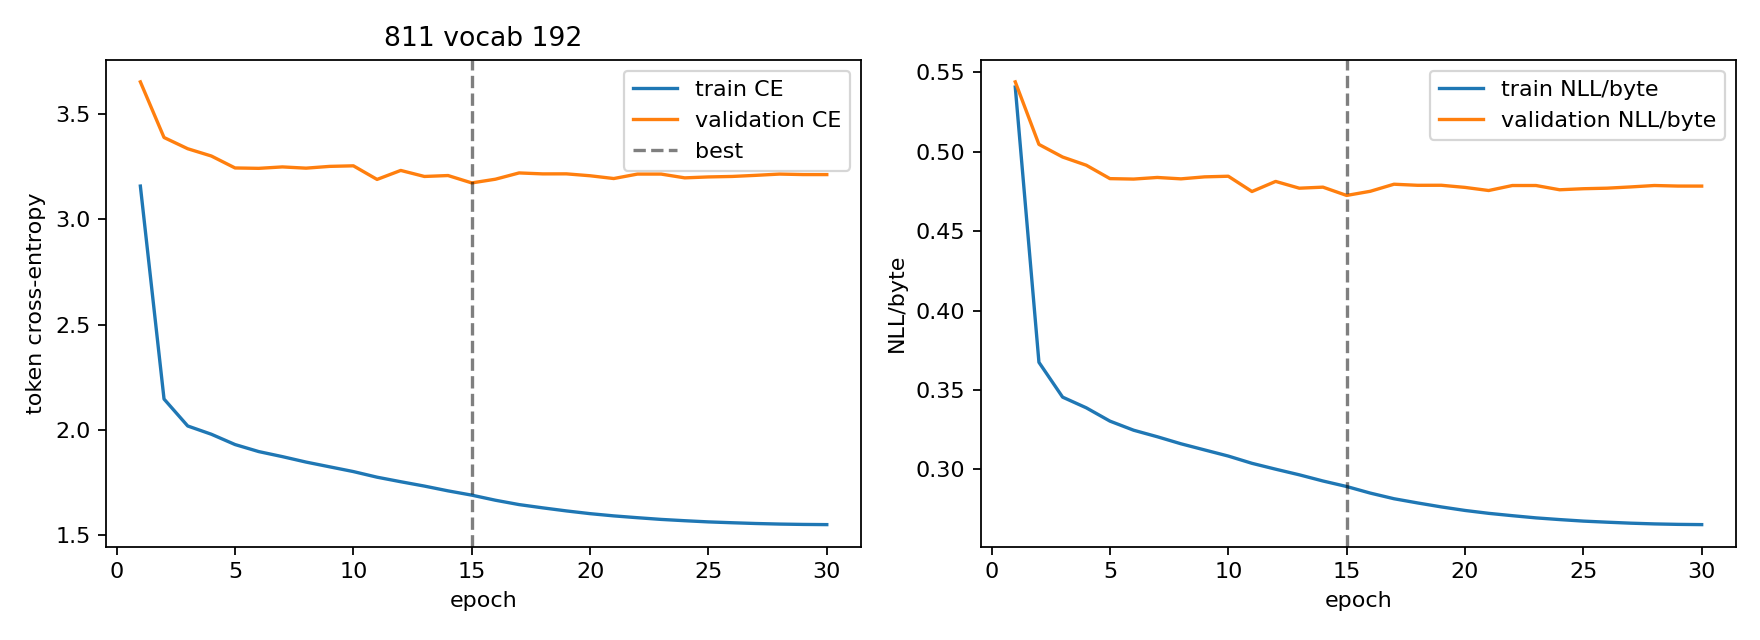 811 vocab 192
token cross-entropy
3.5
3.0
2.5
2.0
1.5
train CE
validation CE
best
0 5 10 15 20 25 30
epoch
NLL/byte
0.55
0.50
0.45
0.40
0.35
0.30
train NLL/byte
validation NLL/byte
0 5 10 15 20 25 30
epoch